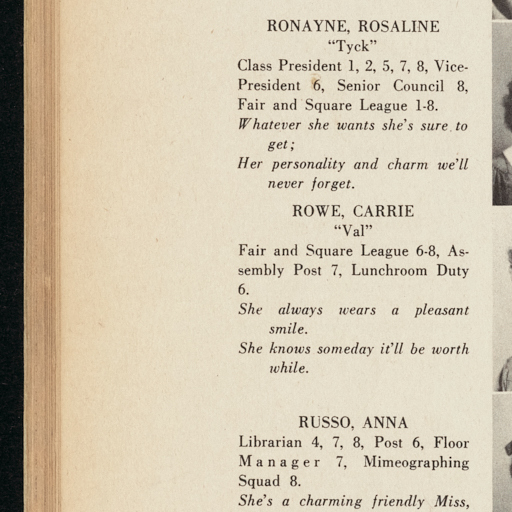 RONAYNE, ROSALINE
“Tyck”
Class President 1, 2, 5, 7, 8, Vice-
President 6, Senior Council 8,
Fair and Square League 1-8.
Whatever she wants she’s sure to
get;
Her personality and charm we’ll
never forget.
ROWE, CARRIE
“Val”
Fair and Square League 6-8, As-
sembly Post 7, Lunchroom Duty
6.
She always wears a pleasant
smile.
She knows someday it’ll be worth
while.
RUSSO, ANNA
Librarian 4, 7, 8, Post 6, Floor
Manager 7, Mimeographing
Squad 8.
She’s a charming friendly Miss,